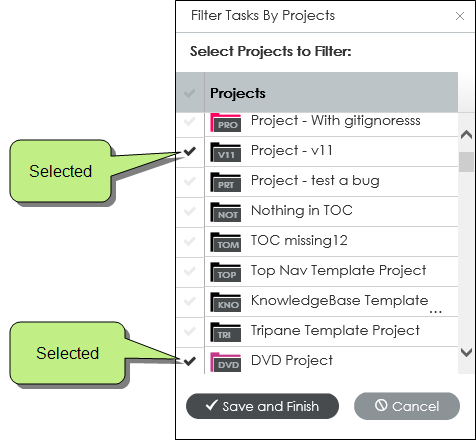 Filter Tasks By Projects
Select Projects to Filter:
Projects
PRO Project - With gitignoresss
V11 Project - v11
PRT Project - test a bug
NOT Nothing in TOC
TOM TOC missing12
TOP Top Nav Template Project
KNO KnowledgeBase Template ...
TRI Tripane Template Project
DVD DVD Project
Selected
Selected
Save and Finish Cancel